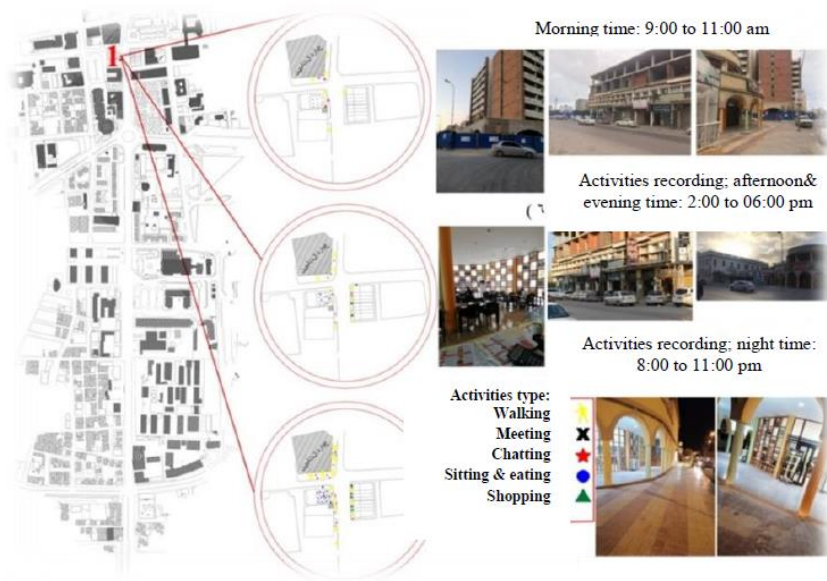 1
Morning time: 9:00 to 11:00 am
Activities recording; afternoon&
evening time: 2:00 to 06:00 pm
Activities recording; night time:
8:00 to 11:00 pm
Activities type:
Walking
Meeting
Chatting
Sitting & eating
Shopping